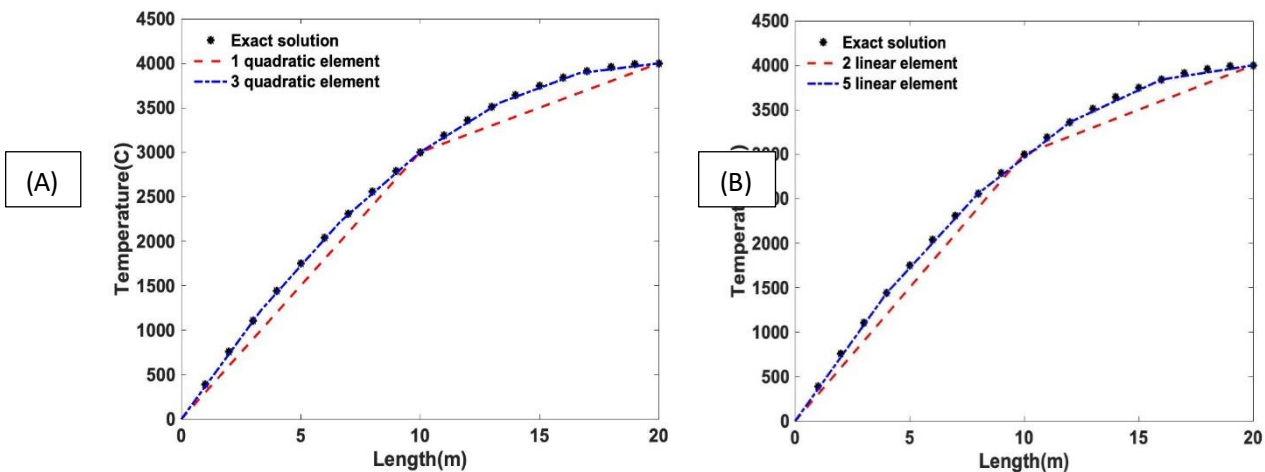 (A)
4500
4000
3500
3000
2500
2000
1500
1000
500
0
Temperature(C)
Exact solution
1 quadratic element
3 quadratic element
0 5 10 15 20
Length(m)
(B)
4500
4000
3500
3000
2000
1500
1000
500
0
Exact solution
2 linear element
5 linear element
0 5 10 15 20
Length(m)